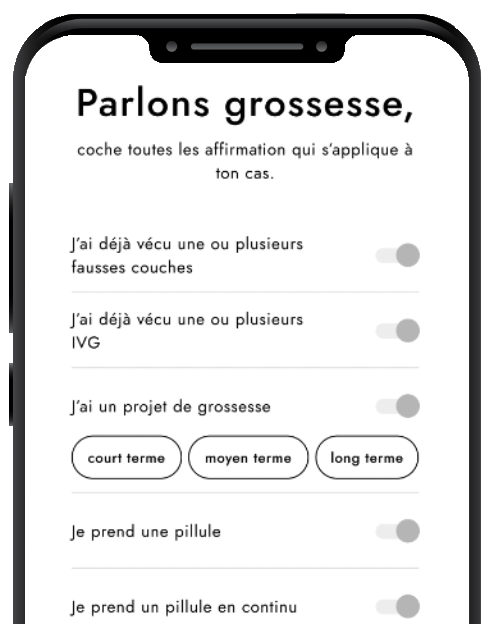 Parlons grossesse,
coche toutes les affirmation qui s'applique à
ton cas.
J'ai déjà vécu une ou plusieurs
fausses couches
J'ai déjà vécu une ou plusieurs
IVG
J'ai un projet de grossesse
court terme moyen terme long terme
Je prend une pillule
Je prend un pillule en continu